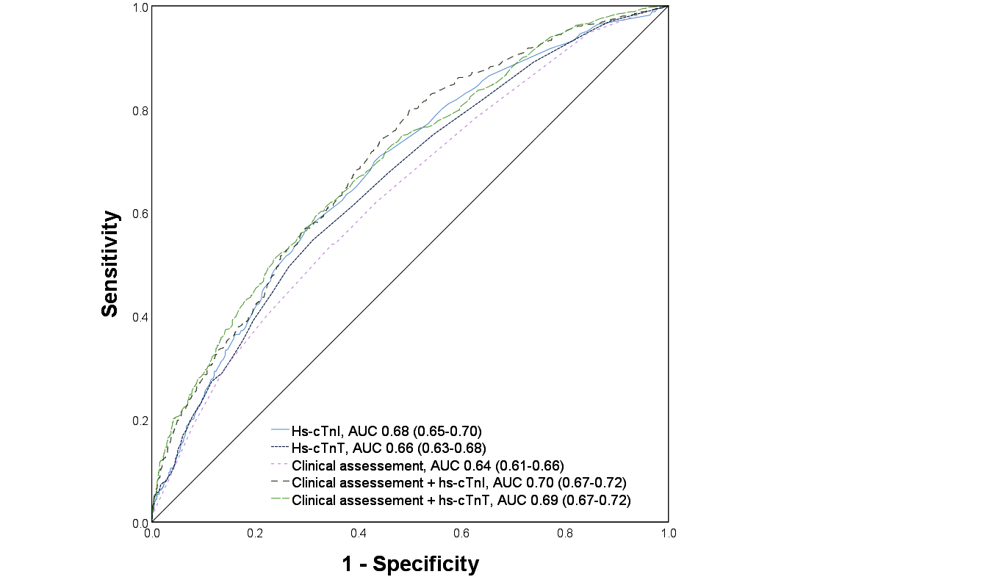 1.0
0.8
0.6
0.4
0.2
0.0
Sensitivity
Hs-cTnI, AUC 0.68 (0.65-0.70)
Hs-cTnT, AUC 0.66 (0.63-0.68)
Clinical assessement, AUC 0.64 (0.61-0.66)
Clinical assessement + hs-cTnI, AUC 0.70 (0.67-0.72)
Clinical assessement + hs-cTnT, AUC 0.69 (0.67-0.72)
0.0 0.2 0.4 0.6 0.8 1.0
1 - Specificity